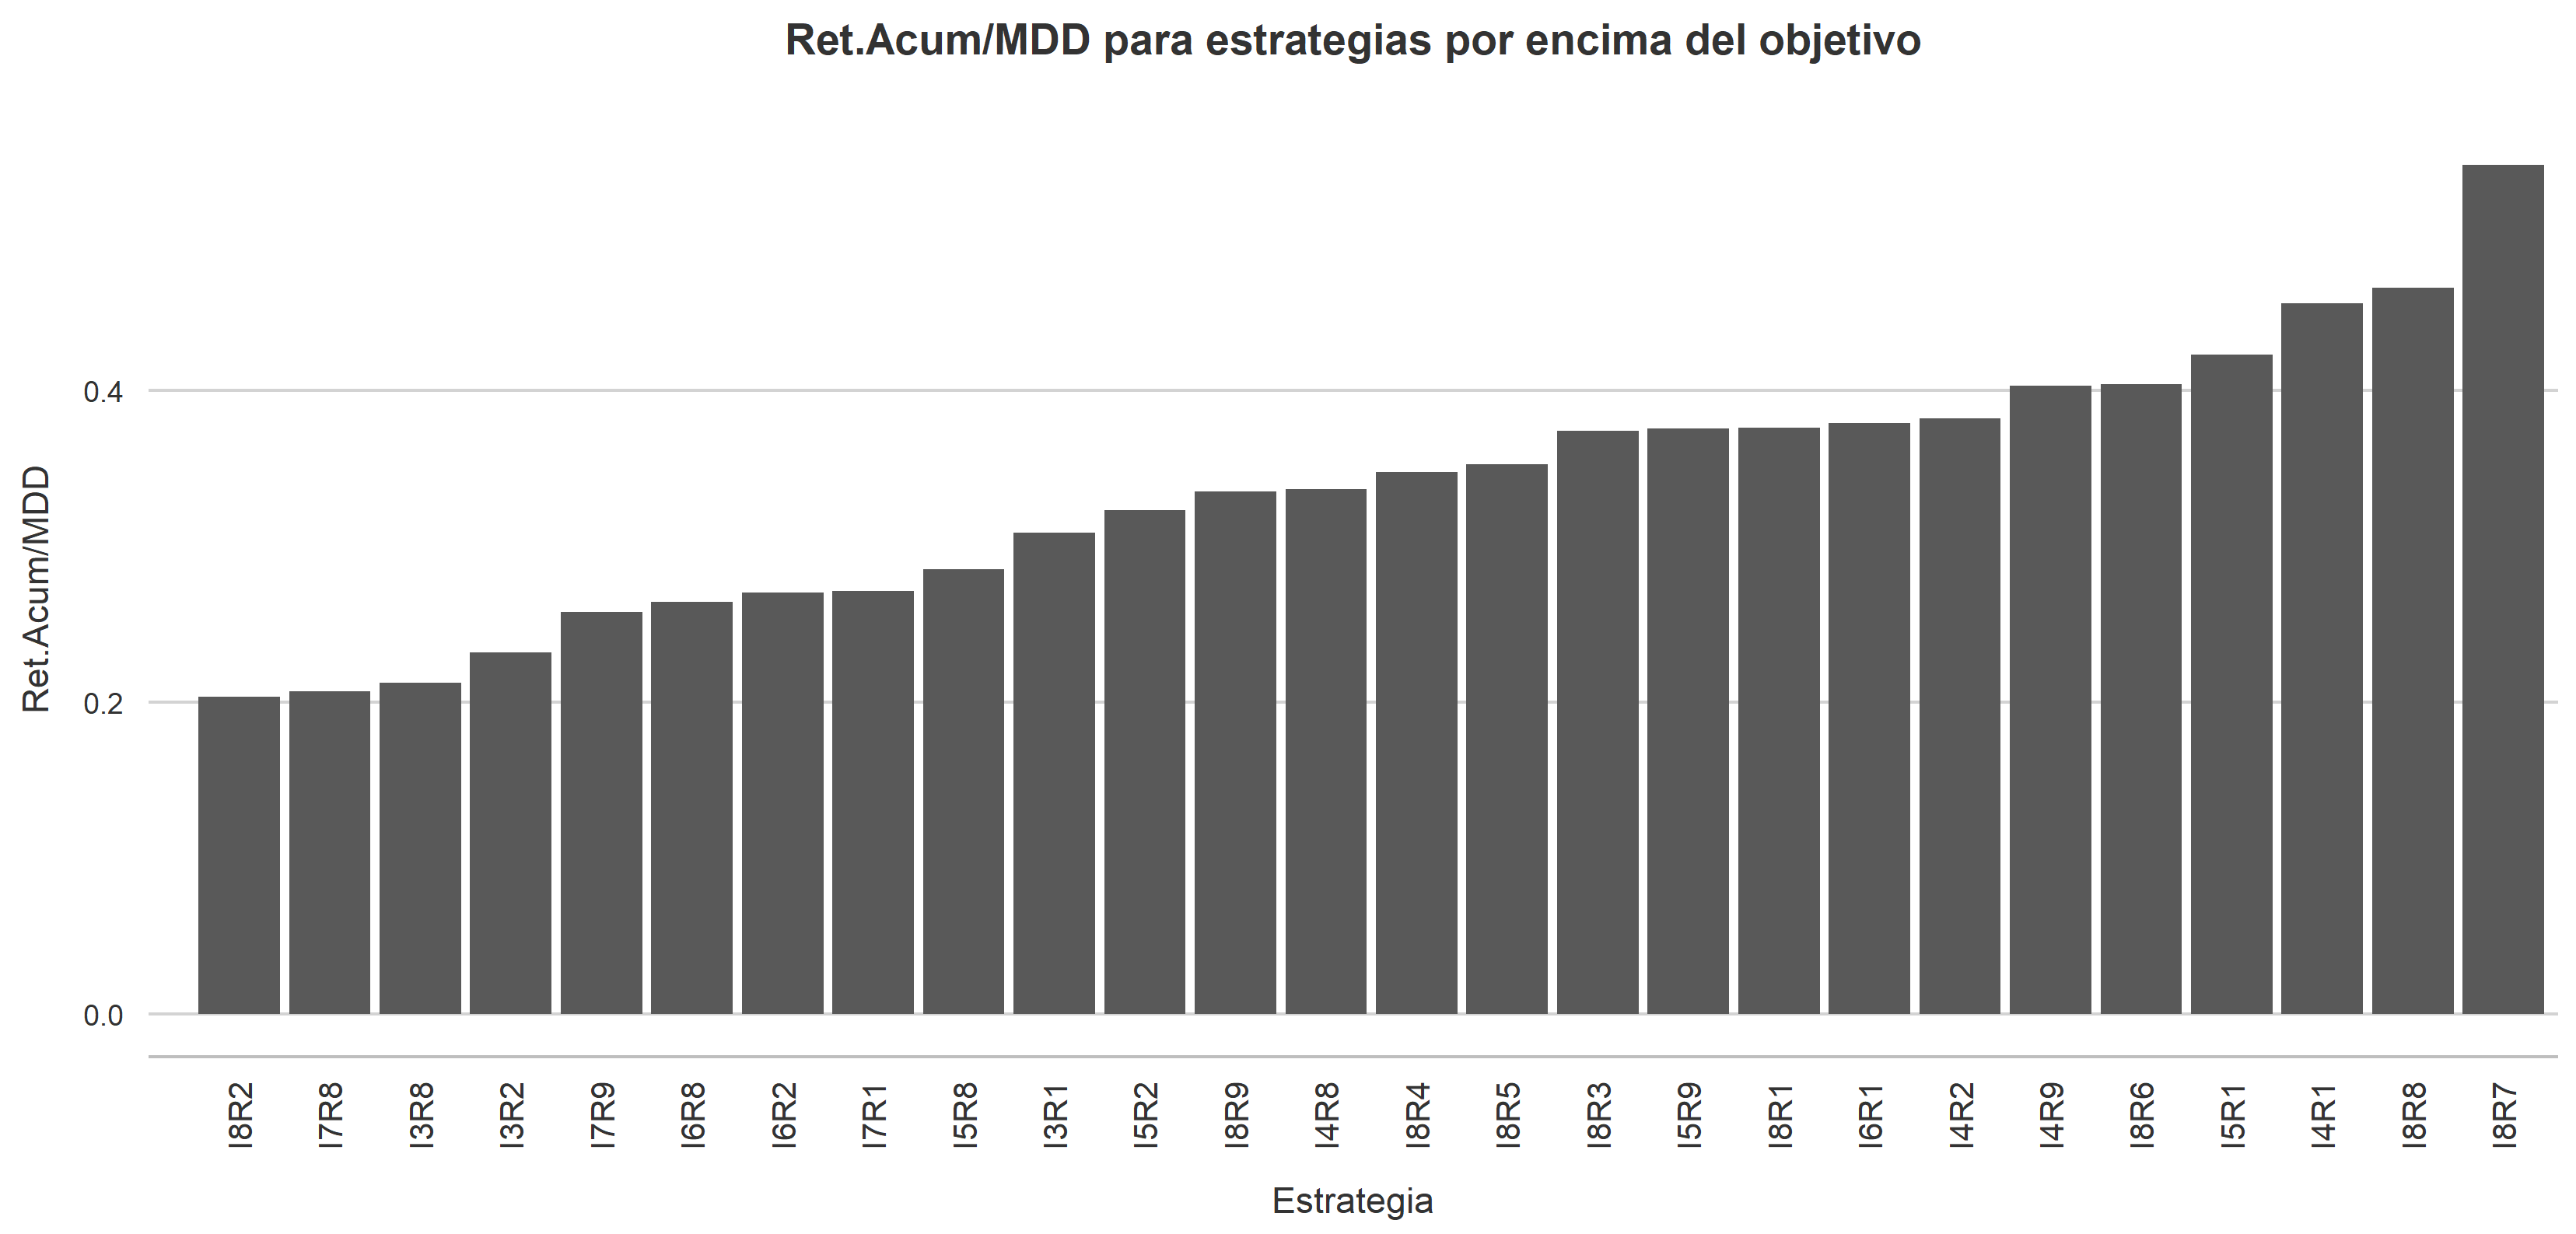 Ret.Acum/MDD para estrategias por encima del objetivo
Ret.Acum/MDD
0.4
0.2
0.0
I8R2
I7R8
I3R8
I3R2
I7R9
I6R8
I6R2
I7R1
I5R8
I3R1
I5R2
I8R9
I4R8
I8R4
I8R5
I8R3
I5R9
I8R1
I6R1
I4R2
I4R9
I8R6
I5R1
I4R1
I8R8
I8R7
Estrategia